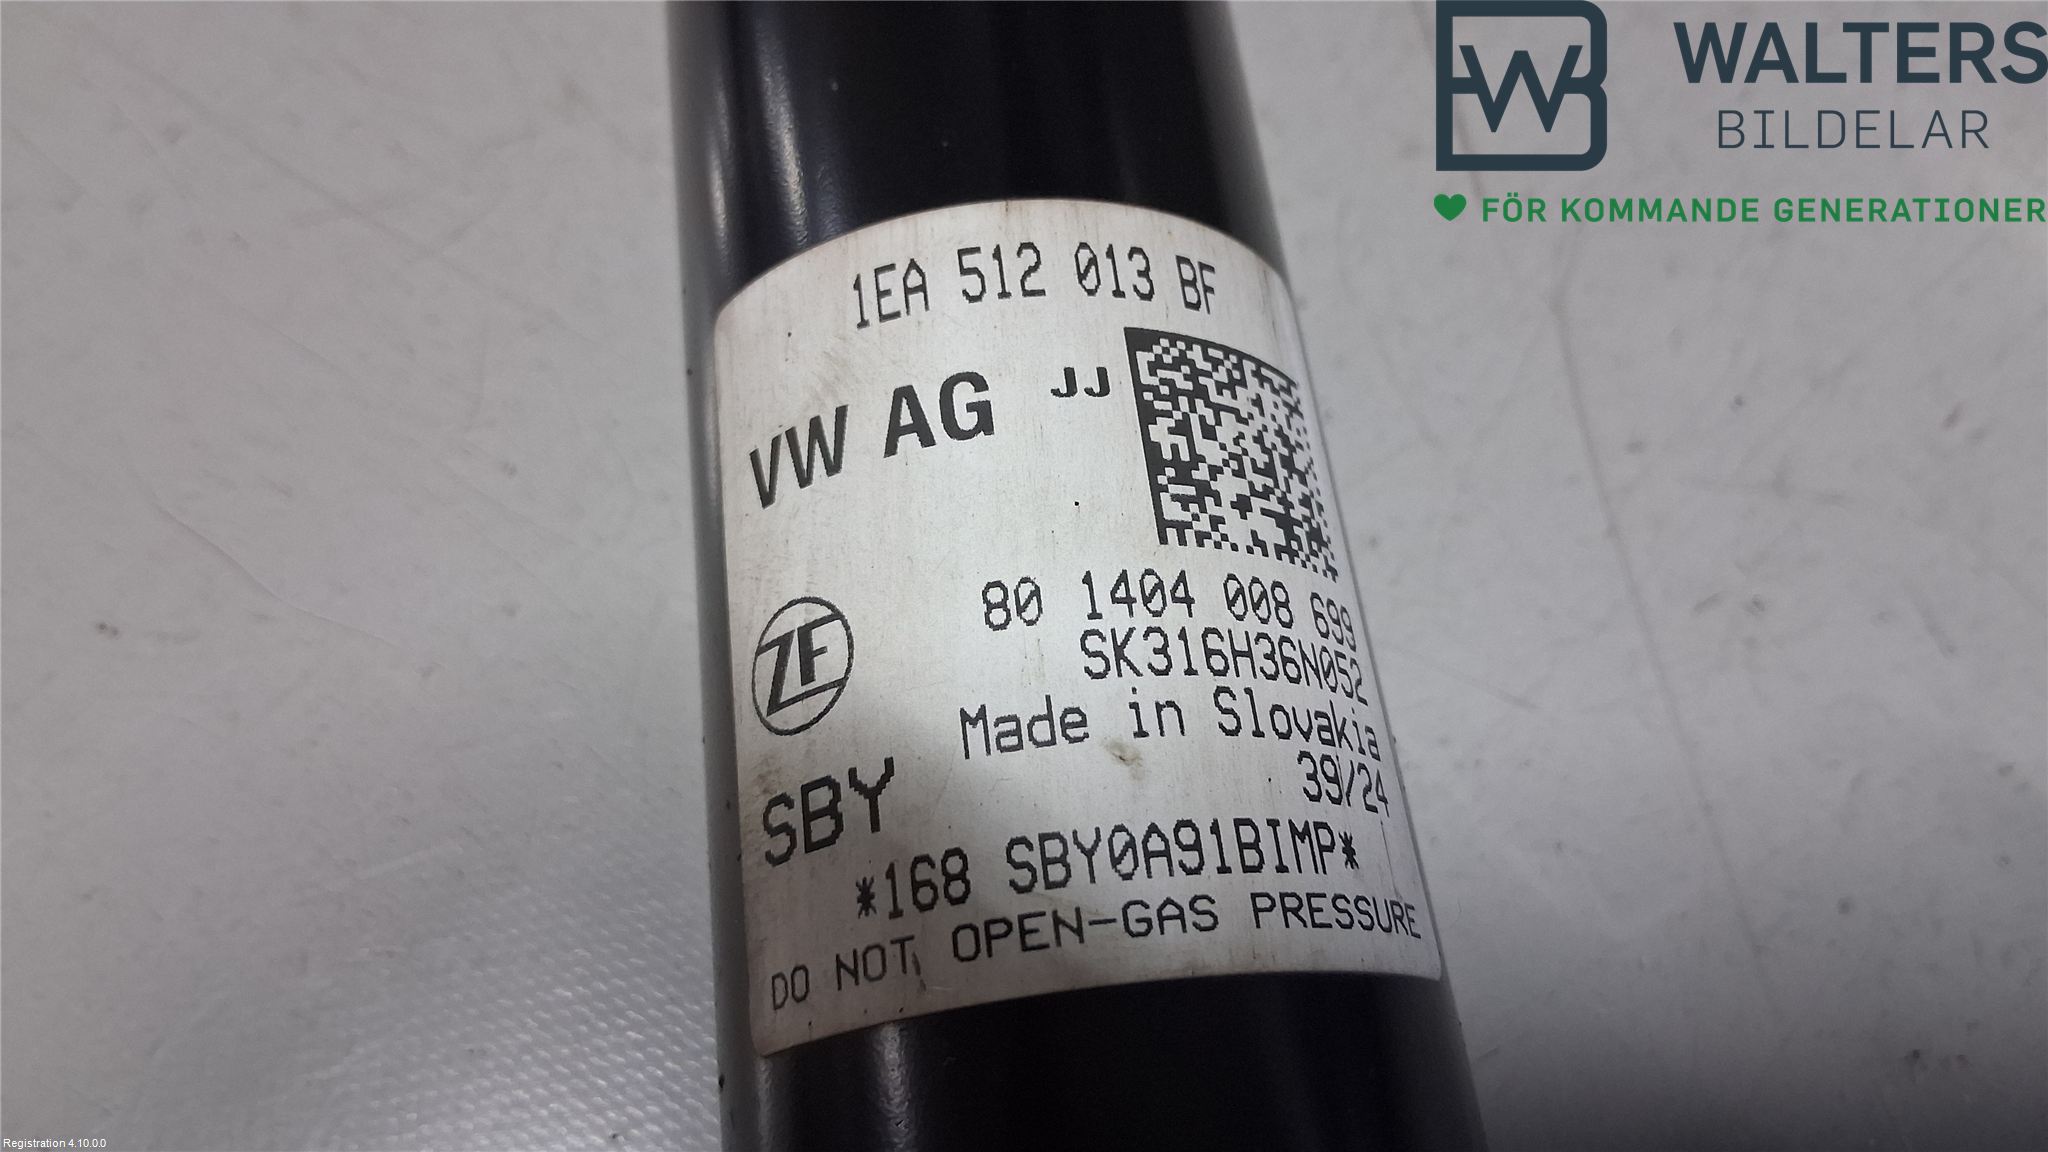 WALTERS
BILDELAR
FÖR KOMMANDE GENERATIONER
1EA 512 013 BF
VW AG JJ
80 1404 008 699
ZF
SK316H36N052
Made in Slovakia
39/24
SBY
*168 SBY0A91BIMP*
DO NOT OPEN-GAS PRESSURE
Registration 4.10.0.0